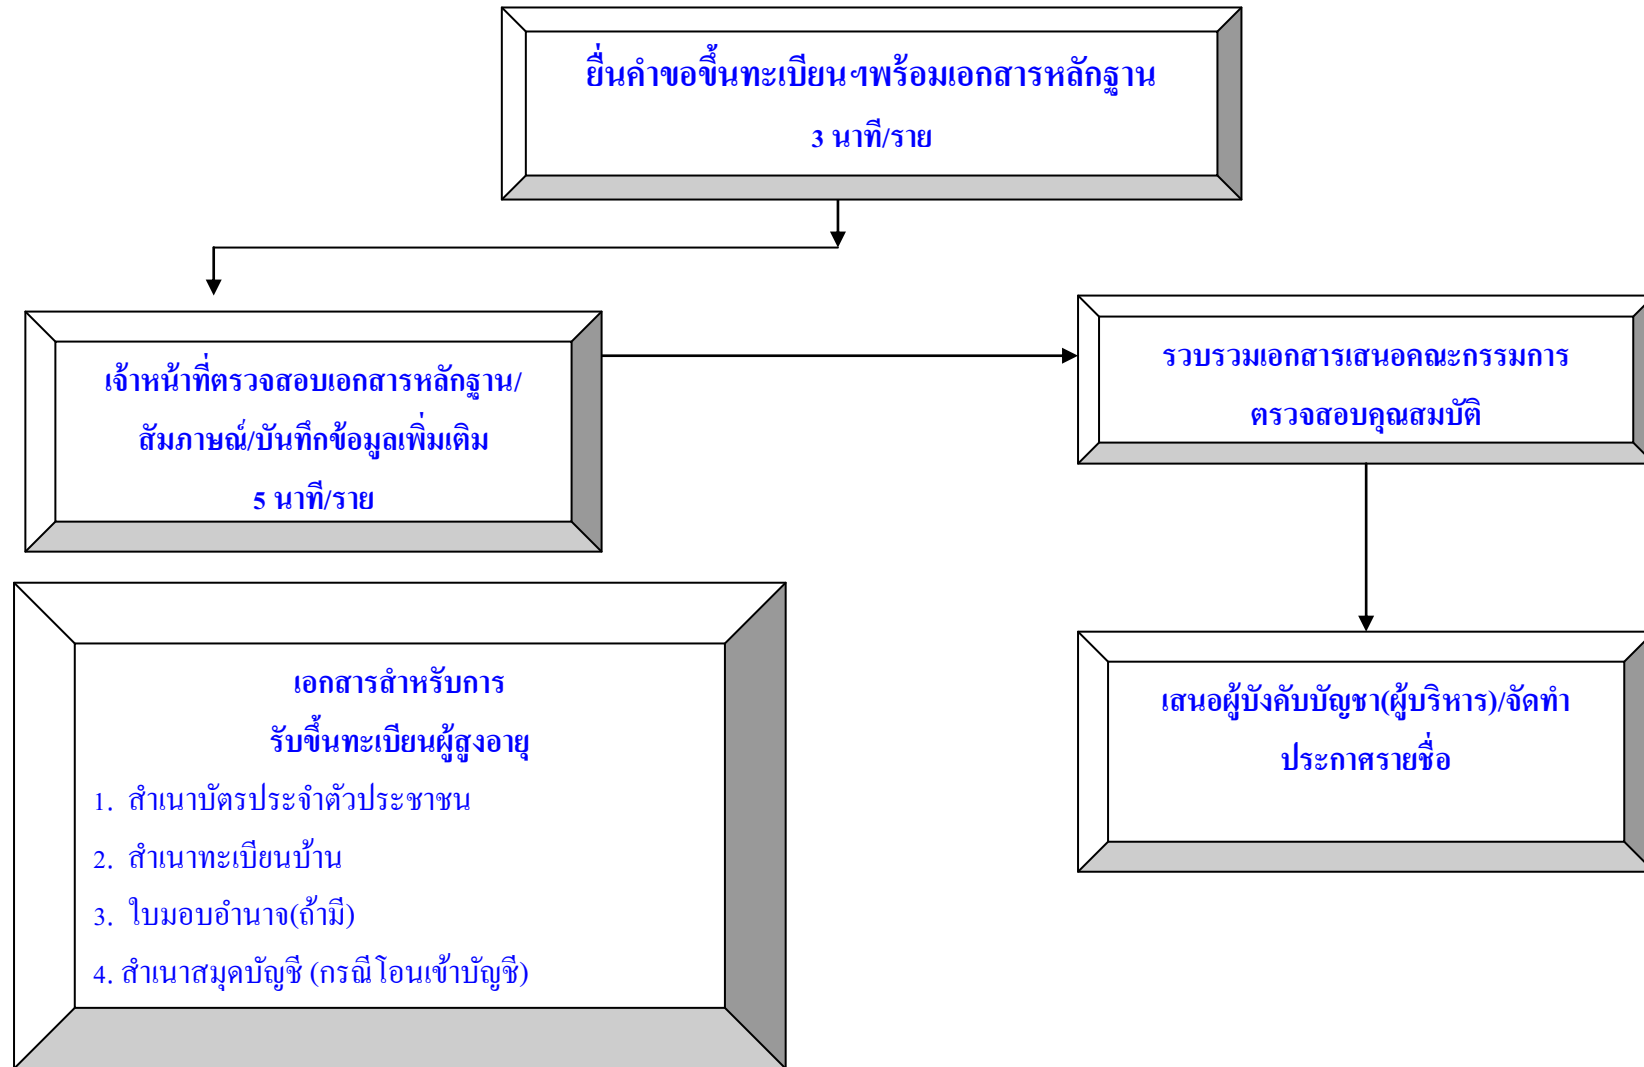 ยื่นคำขอขึ้นทะเบียนฯพร้อมเอกสารหลักฐาน
3 นาที/ราย
เจ้าหน้าที่ตรวจสอบเอกสารหลักฐาน/
สัมภาษณ์/บันทึกข้อมูลเพิ่มเติม
5 นาที/ราย
รวบรวมเอกสารเสนอคณะกรรมการ
ตรวจสอบคุณสมบัติ
เสนอผู้บังคับบัญชา(ผู้บริหาร)/จัดทำ
ประกาศรายชื่อ
เอกสารสำหรับการ
รับขึ้นทะเบียนผู้สูงอายุ
1. สำเนาบัตรประจำตัวประชาชน
2. สำเนาทะเบียนบ้าน
3. ใบมอบอำนาจ(ถ้ามี)
4. สำเนาสมุดบัญชี (กรณีโอนเข้าบัญชี)